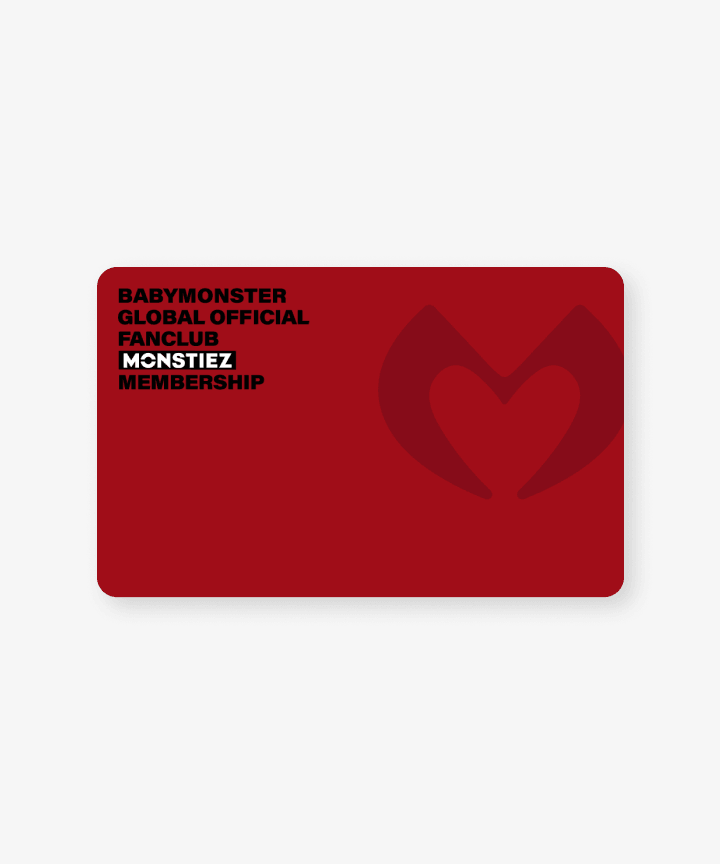 BABYMONSTER
GLOBAL OFFICIAL
FANCLUB
MONSTIEZ
MEMBERSHIP